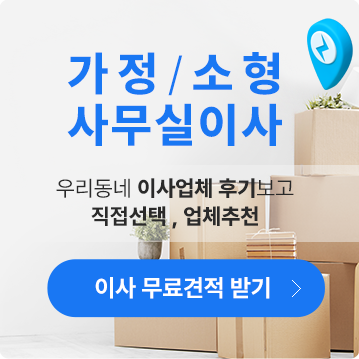 가정/소형
사무실이사
우리동네 이사업체 후기보고
직접선택, 업체추천
이사 무료견적 받기